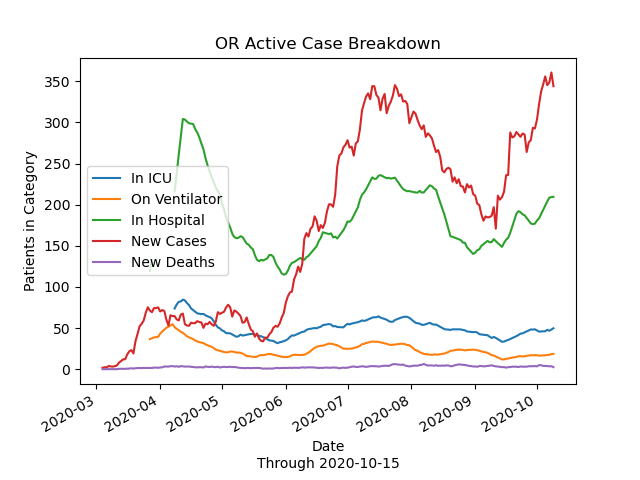 OR Active Case Breakdown
350
300
250
200
150
100
50
0
Patients in Category
In ICU
On Ventilator
In Hospital
New Cases
New Deaths
2020-03
2020-04
2020-05
2020-06
2020-07
2020-08
2020-09
2020-10
Date
Through 2020-10-15